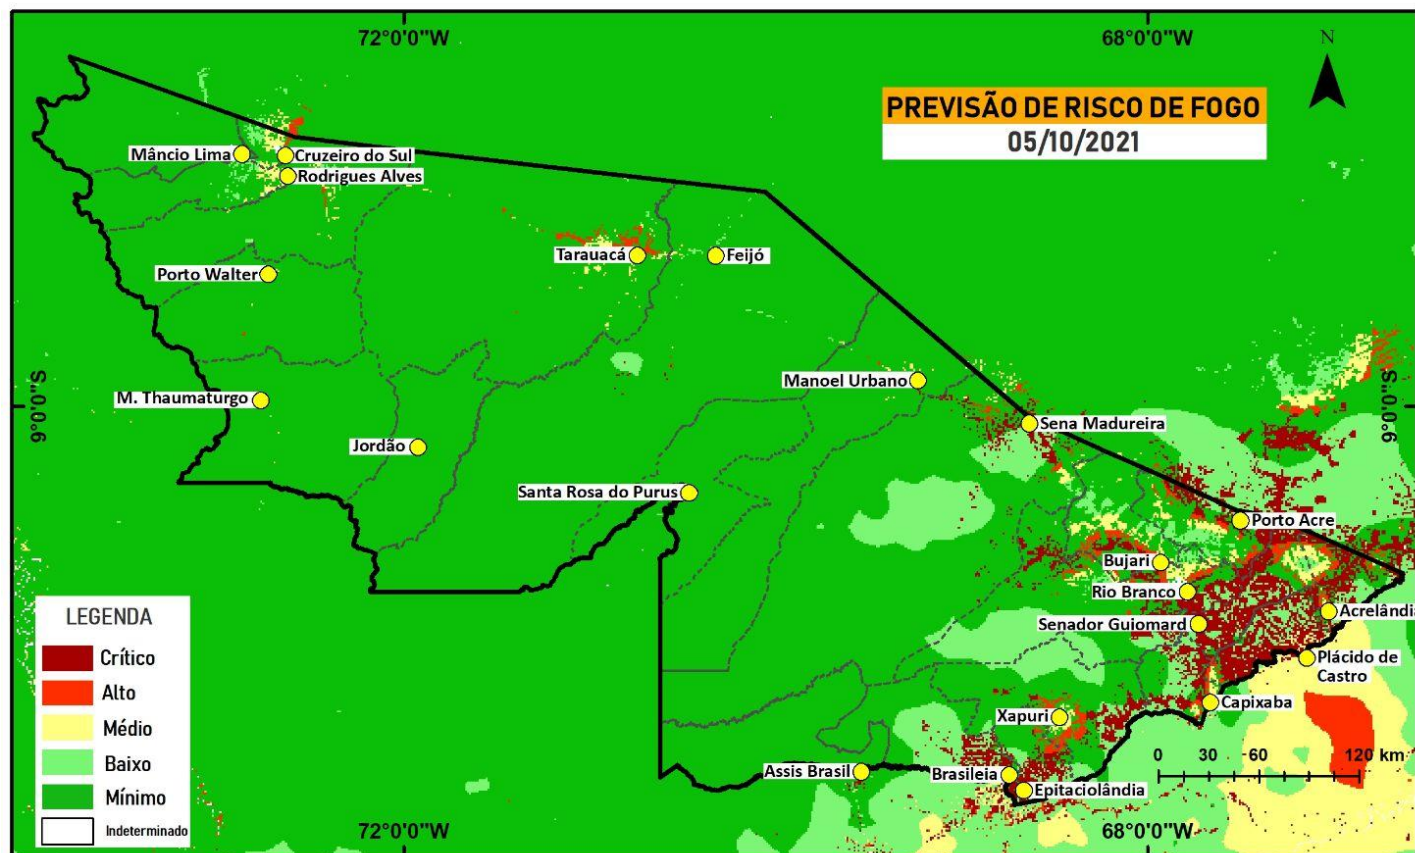 72°0'0"W
68°0'0"W
N
PREVISÃO DE RISCO DE FOGO
05/10/2021
Mâncio Lima
Cruzeiro do Sul
Rodrigues Alves
Tarauacá
Feijó
Porto Walter
Manoel Urbano
9°0'0"S
9°0'0"S
M. Thaumaturgo
Sena Madureira
Jordão
Santa Rosa do Purus
Porto Acre
Bujari
Rio Branco
Acrelândia
Senador Guiomard
Plácido de
Castro
Capixaba
Xapuri
Assis Brasil
Brasileia
Epitaciolândia
0 30 60 120 km
LEGENDA
Crítico
Alto
Médio
Baixo
Mínimo
Indeterminado
72°0'0"W
68°0'0"W